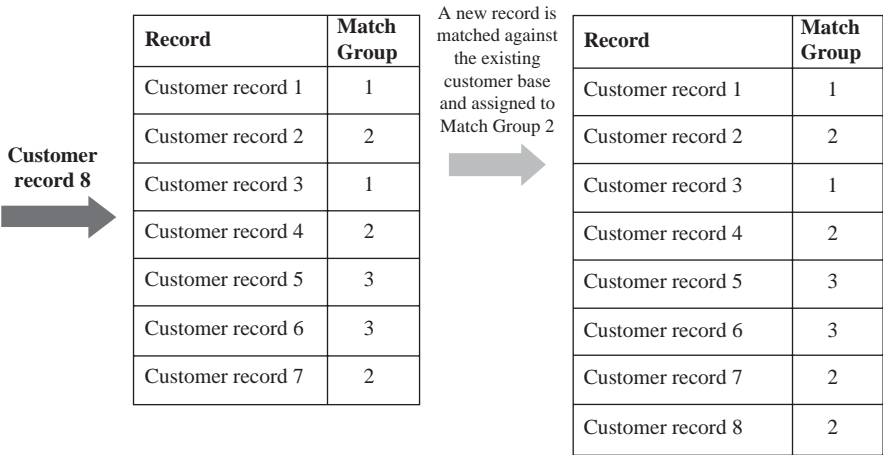 Customer
record 8
Record Match
Group
Customer record 1 1
Customer record 2 2
Customer record 3 1
Customer record 4 2
Customer record 5 3
Customer record 6 3
Customer record 7 2
A new record is
matched against
the existing
customer base
and assigned to
Match Group 2
Record Match
Group
Customer record 1 1
Customer record 2 2
Customer record 3 1
Customer record 4 2
Customer record 5 3
Customer record 6 3
Customer record 7 2
Customer record 8 2